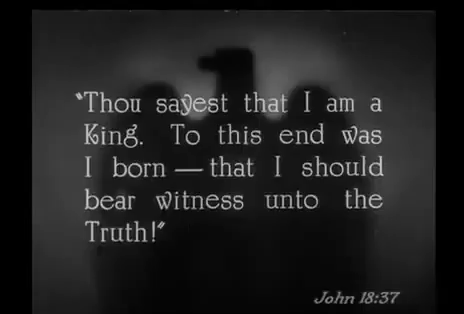 "Thou sayest that I am a
King. To this end was
I born — that I should
bear witness unto the
Truth!"
John 18:37